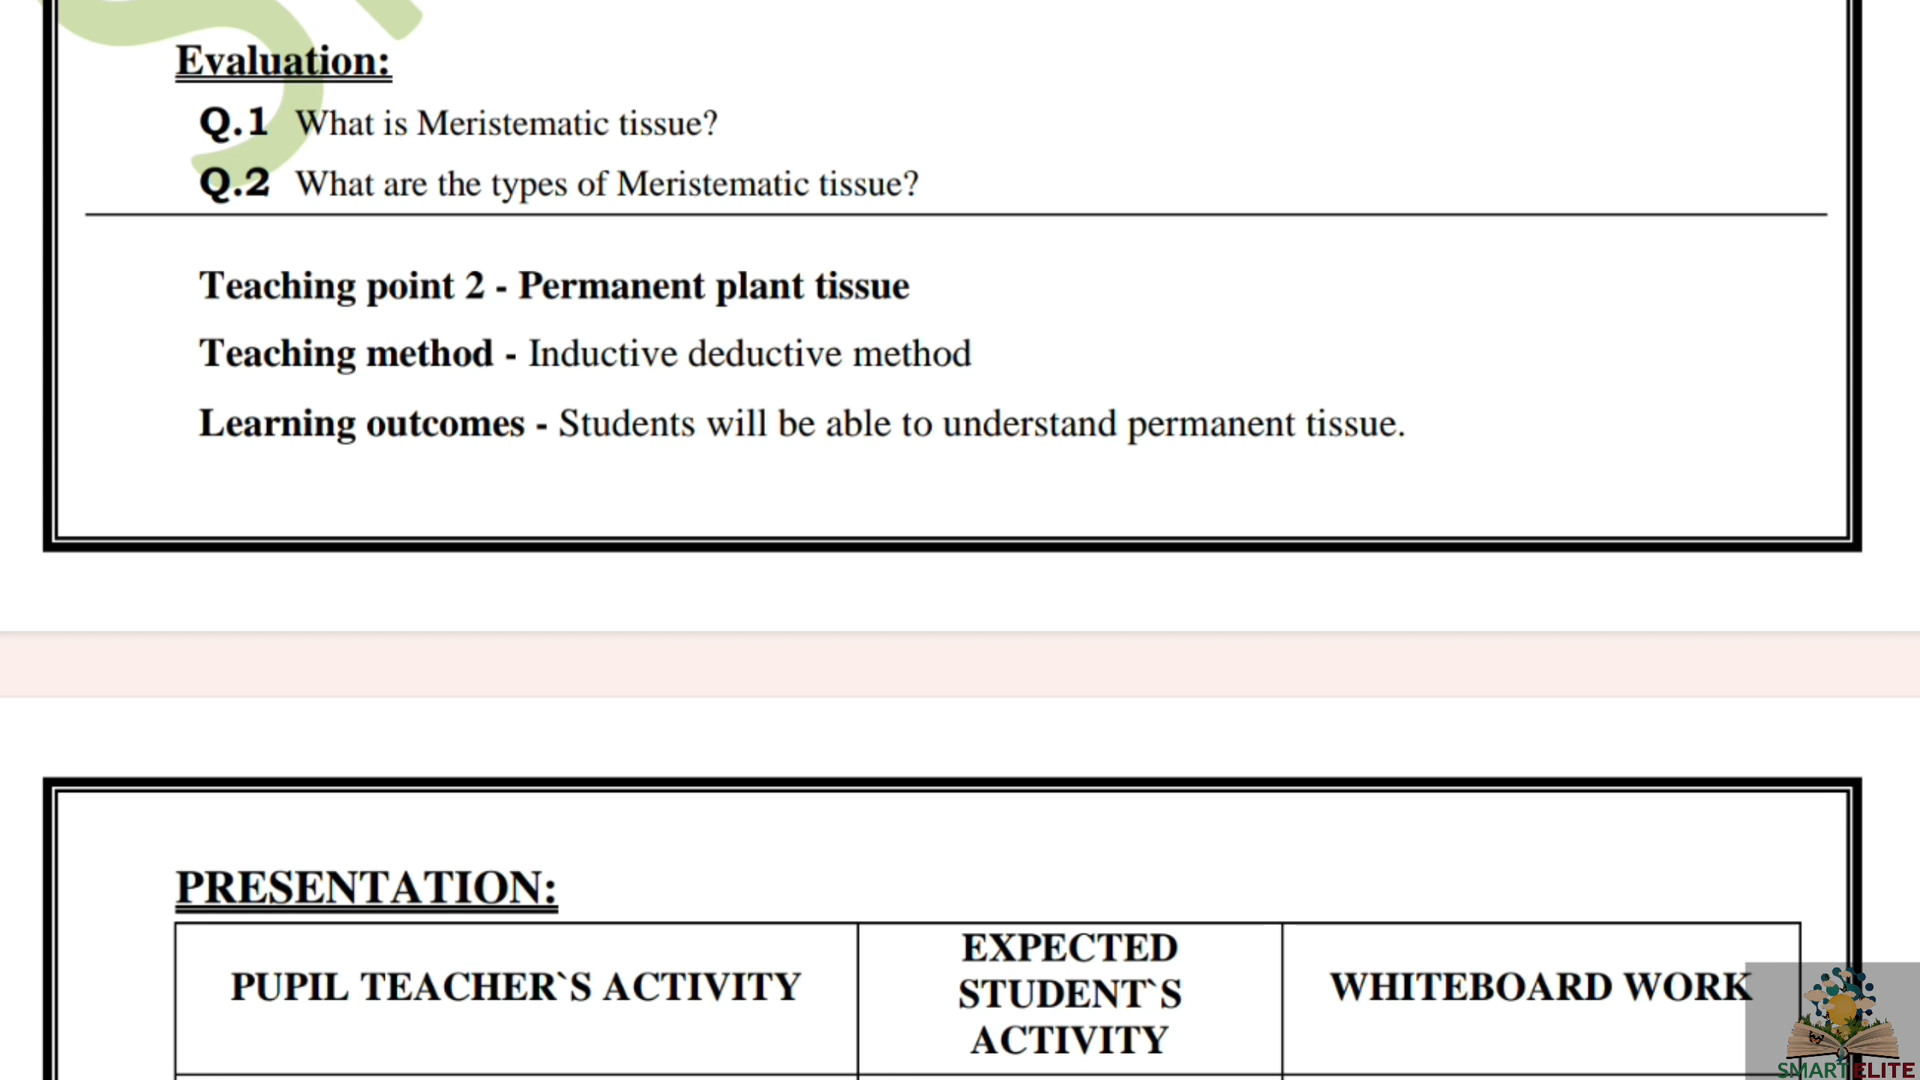 Evaluation:
Q.1 What is Meristematic tissue?
Q.2 What are the types of Meristematic tissue?
Teaching point 2 - Permanent plant tissue
Teaching method - Inductive deductive method
Learning outcomes - Students will be able to understand permanent tissue.
PRESENTATION:
PUPIL TEACHER`S ACTIVITY
EXPECTED
STUDENT`S
ACTIVITY
WHITEBOARD WORK
SMART ELITE